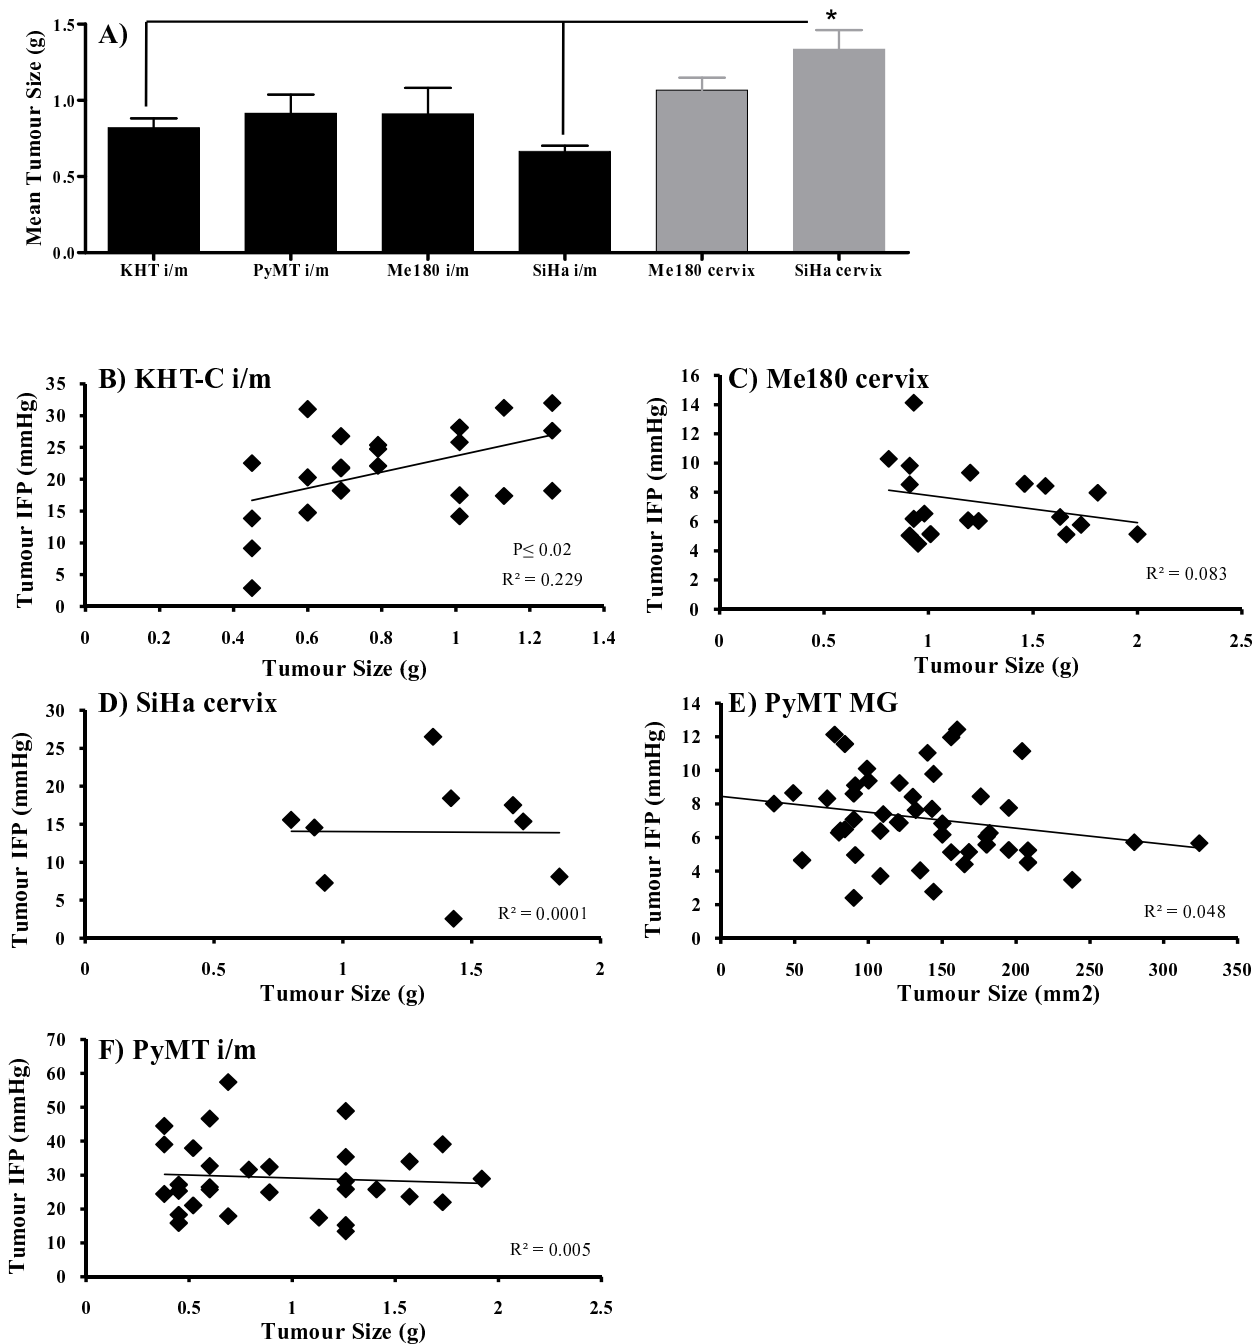 A)
*
Mean Tumour Size (g)
1.5
1.0
0.5
0.0
KHT i/m PyMT i/m Me180 i/m SiHa i/m Me180 cervix SiHa cervix
B) KHT-C i/m
Tumour IFP (mmHg)
35
30
25
20
15
10
5
0
P≤ 0.02
R² = 0.229
0 0.2 0.4 0.6 0.8 1 1.2 1.4
Tumour Size (g)
C) Me180 cervix
Tumour IFP (mmHg)
16
14
12
10
8
6
4
2
0
R² = 0.083
0 0.5 1 1.5 2 2.5
Tumour Size (g)
D) SiHa cervix
Tumour IFP (mmHg)
30
25
20
15
10
5
0
R² = 0.0001
0 0.5 1 1.5 2
Tumour Size (g)
E) PyMT MG
Tumour IFP (mmHg)
14
12
10
8
6
4
2
0
R² = 0.048
0 50 100 150 200 250 300 350
Tumour Size (mm2)
F) PyMT i/m
Tumour IFP (mmHg)
70
60
50
40
30
20
10
0
R² = 0.005
0 0.5 1 1.5 2 2.5
Tumour Size (g)